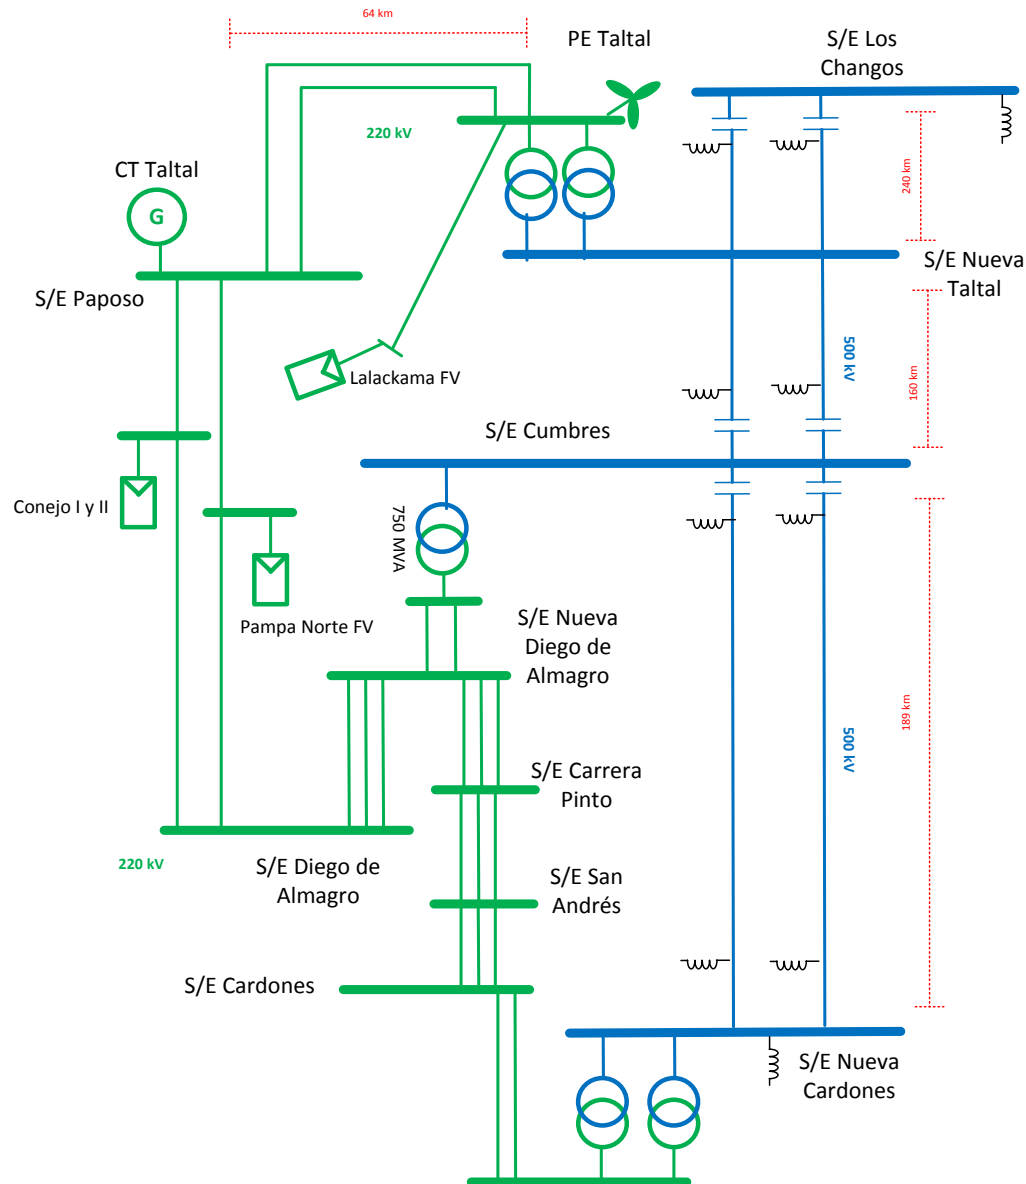 64 km
PE Taltal
S/E Los
Changos
220 kV
CT Taltal
G
240 km
S/E Nueva
Taltal
S/E Paposo
500 kV
160 km
Lalackama FV
S/E Cumbres
Conejo I y II
750 MVA
Pampa Norte FV
S/E Nueva
Diego de
Almagro
189 km
500 kV
S/E Carrera
Pinto
220 kV
S/E Diego de
Almagro
S/E San
Andrés
S/E Cardones
S/E Nueva
Cardones